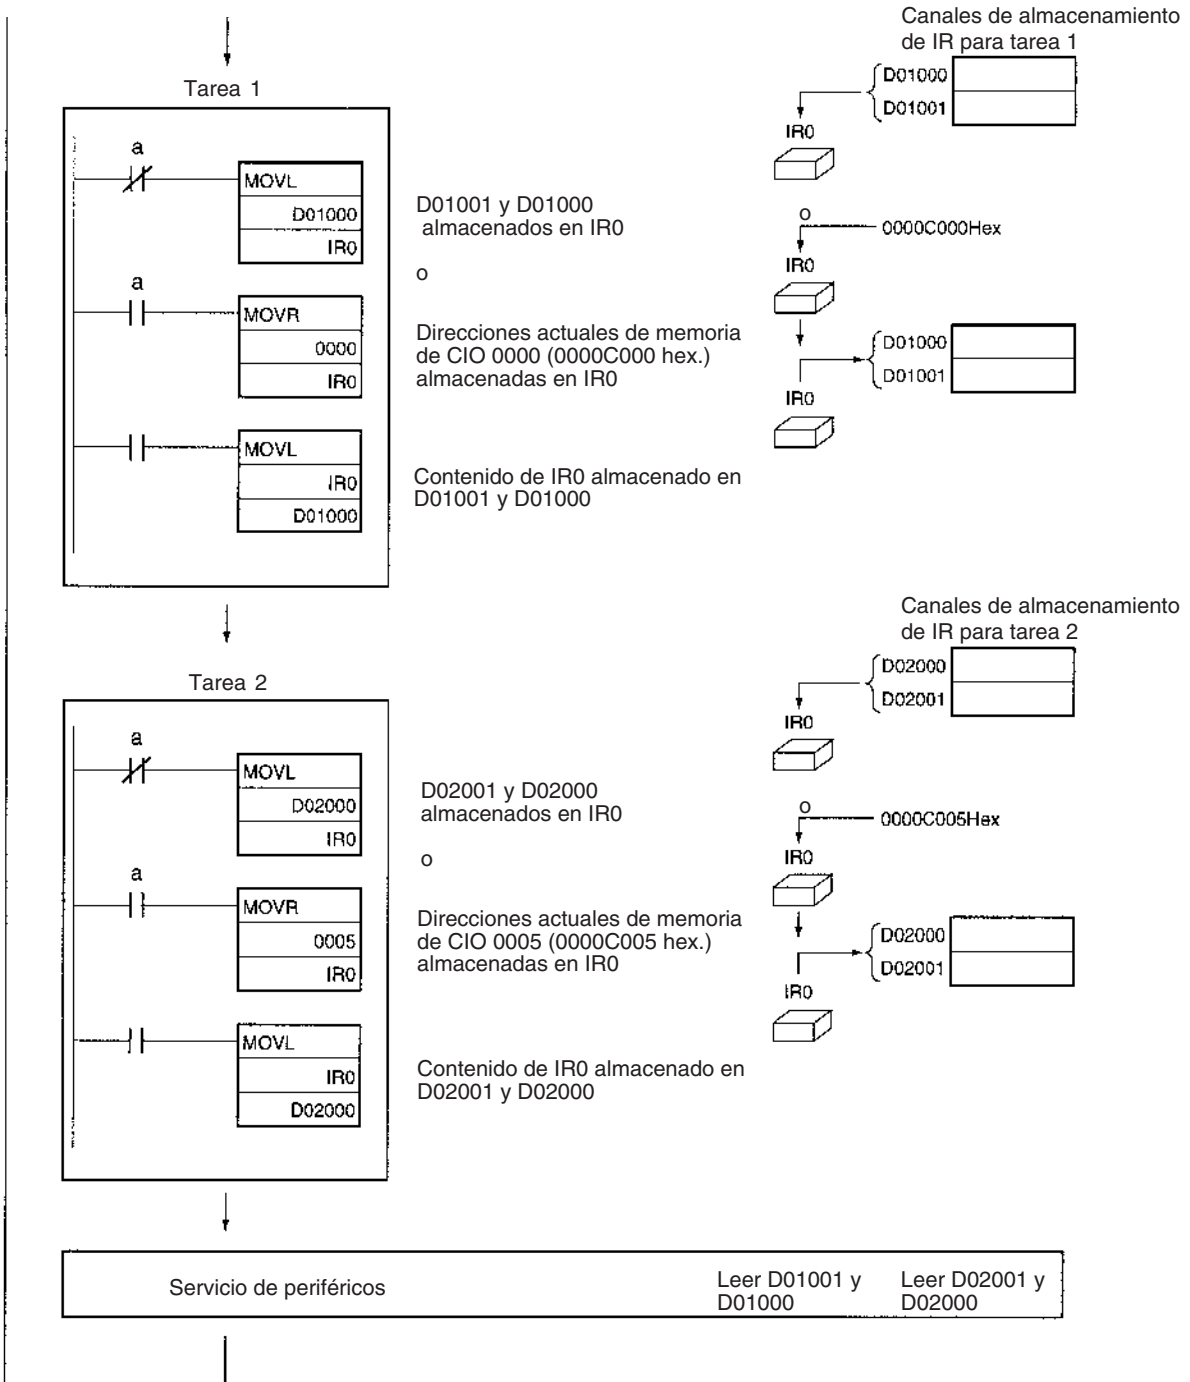 Canales de almacenamiento
de IR para tarea 1
Tarea 1
D01000
D01001
IR0
a
MOVL
D01000
IR0
D01001 y D01000
almacenados en IR0
o
o
0000C000Hex
IR0
a
MOVR
0000
IR0
Direcciones actuales de memoria
de CIO 0000 (0000C000 hex.)
almacenadas en IR0
D01000
D01001
IR0
MOVL
IR0
D01000
Contenido de IR0 almacenado en
D01001 y D01000
Canales de almacenamiento
de IR para tarea 2
Tarea 2
D02000
D02001
IR0
a
MOVL
D02000
IR0
D02001 y D02000
almacenados en IR0
o
o
0000C005Hex
IR0
a
MOVR
0005
IR0
Direcciones actuales de memoria
de CIO 0005 (0000C005 hex.)
almacenadas en IR0
D02000
D02001
IR0
MOVL
IR0
D02000
Contenido de IR0 almacenado en
D02001 y D02000
Servicio de periféricos
Leer D01001 y
D01000
Leer D02001 y
D02000